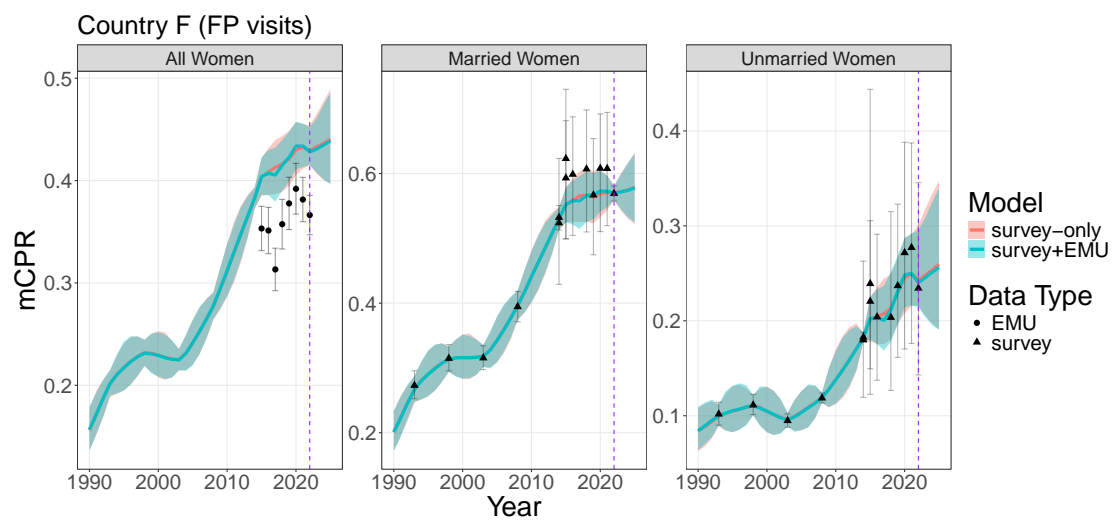 Country F (FP visits)
All Women
Married Women
Unmarried Women
mCPR
0.5
0.4
0.3
0.2
0.6
0.4
0.2
0.4
0.3
0.2
0.1
1990 2000 2010 2020
1990 2000 2010 2020
1990 2000 2010 2020
Year
Model
survey−only
survey+EMU
Data Type
EMU
survey